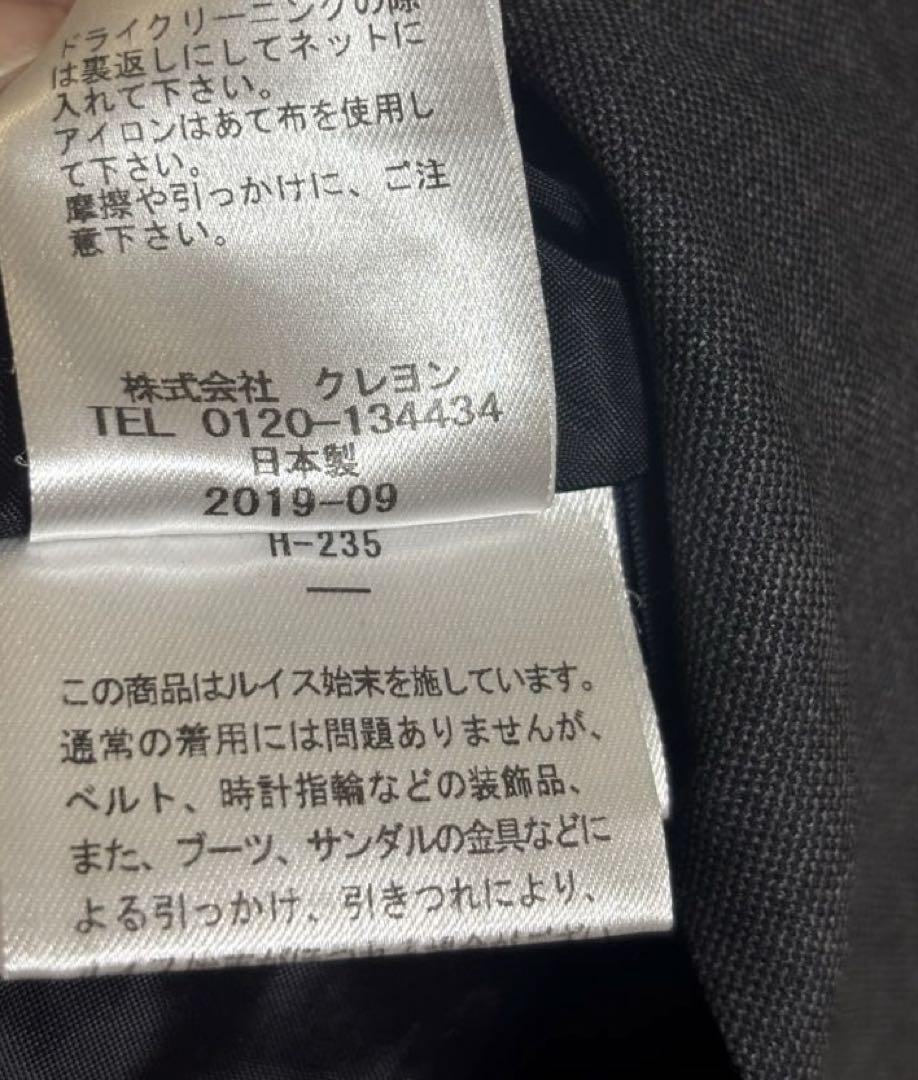 ドライクリーニングの際
は裏返しにしてネットに
入れて下さい。
アイロンはあて布を使用し
て下さい。
摩擦や引っかけに、ご注
意下さい。
株式会社 クレヨン
TEL 0120-134434
日本製
2019-09
H-235
この商品はルイス始末を施しています。
通常の着用には問題ありませんが、
ベルト、時計指輪などの装飾品、
また、ブーツ、サンダルの金具などに
よる引っかけ、引きつれにより、